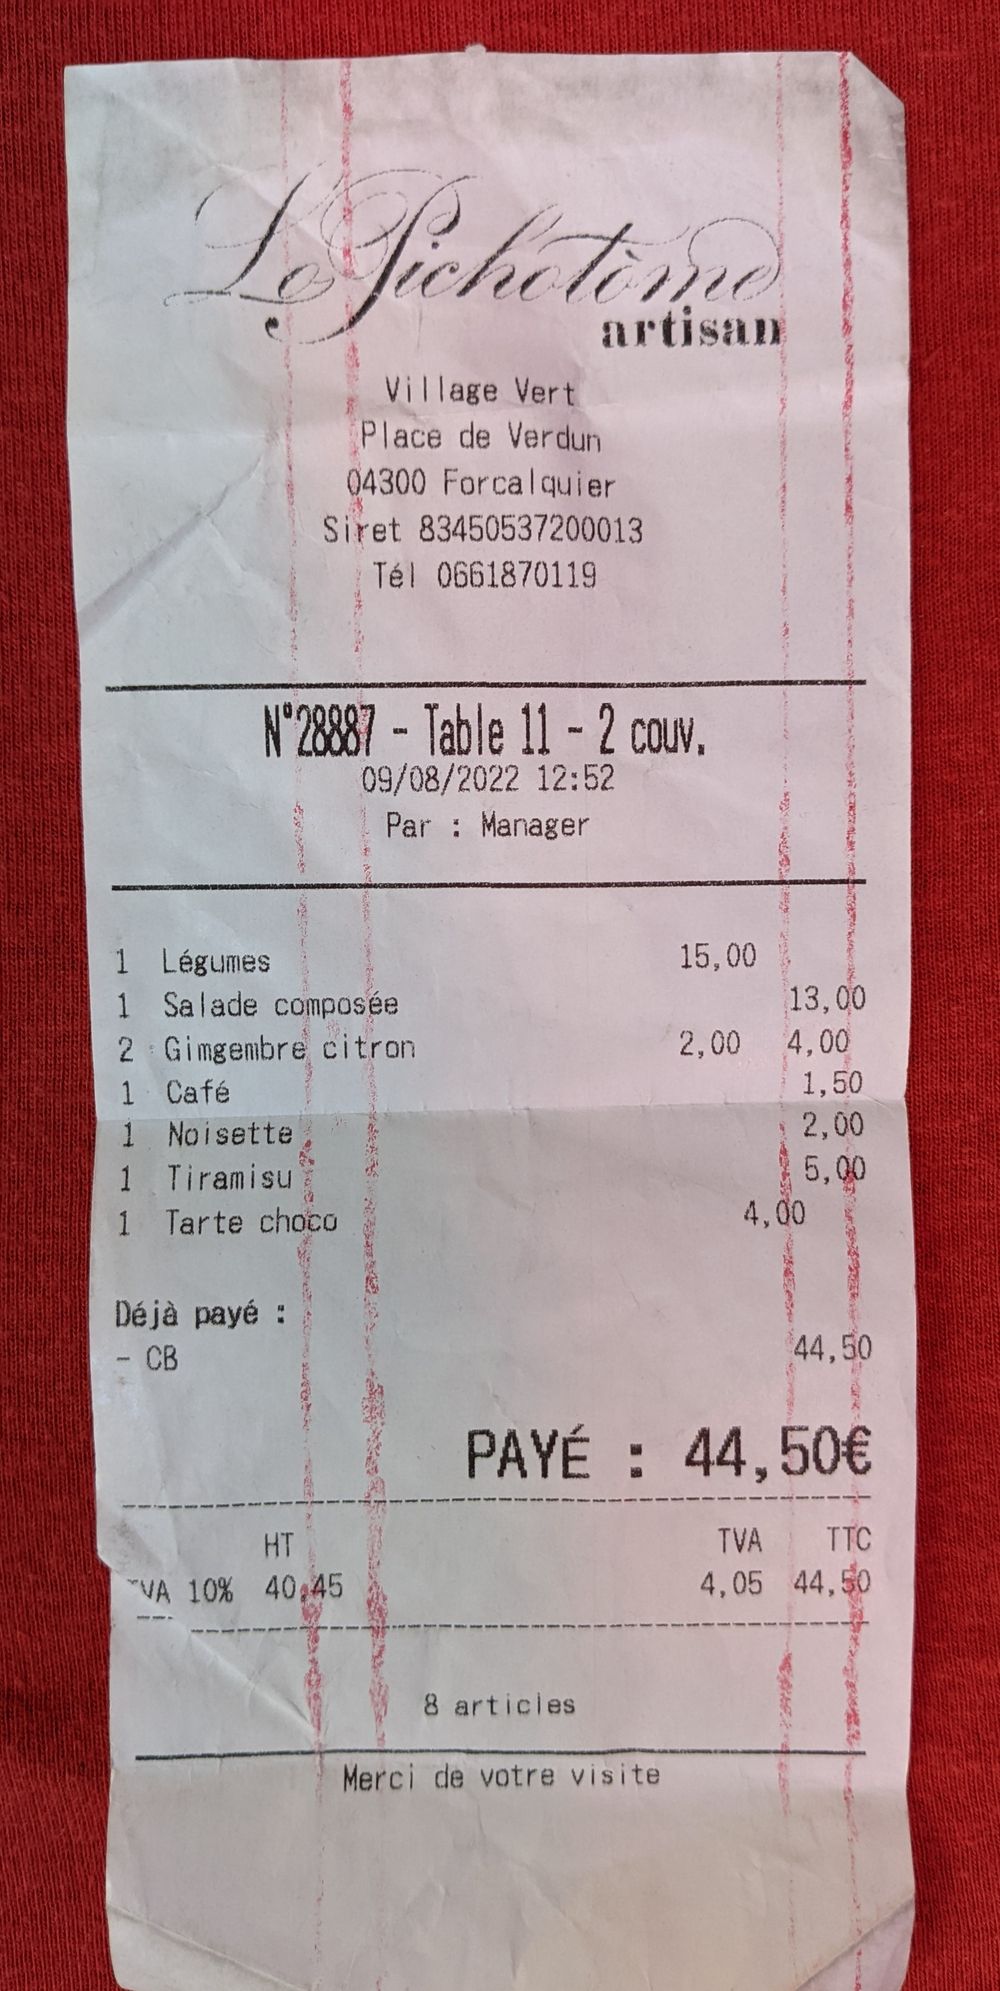 Le Pichotòme
artisan
Village Vert
Place de Verdun
04300 Forcalquier
Siret 83450537200013
Tél 0661870119
N°28887 - Table 11 - 2 couv.
09/08/2022 12:52
Par : Manager
1 Légumes 15,00
1 Salade composée 13,00
2 Gimgembre citron 2,00 4,00
1 Café 1,50
1 Noisette 2,00
1 Tiramisu 5,00
1 Tarte choco 4,00
Déjà payé :
- CB 44,50
PAYÉ : 44,50€
HT TVA TTC
TVA 10% 40,45 4,05 44,50
8 articles
Merci de votre visite